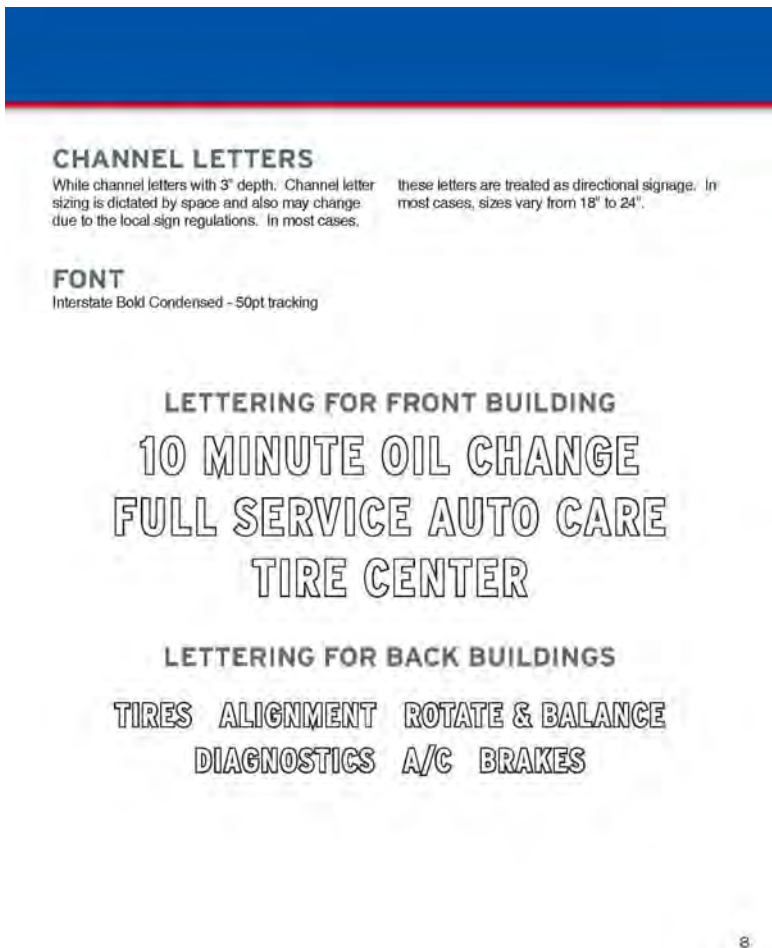 CHANNEL LETTERS
While channel letters with 3" depth. Channel letter
sizing is dictated by space and also may change
due to the local sign regulations. In most cases,
these letters are treated as directional signage. In
most cases, sizes vary from 18" to 24".
FONT
Interstate Bold Condensed - 50pt tracking
LETTERING FOR FRONT BUILDING
10 MINUTE OIL CHANGE
FULL SERVICE AUTO CARE
TIRE CENTER
LETTERING FOR BACK BUILDINGS
TIRES ALIGNMENT ROTATE & BALANCE
DIAGNOSTICS A/C BRAKES
8